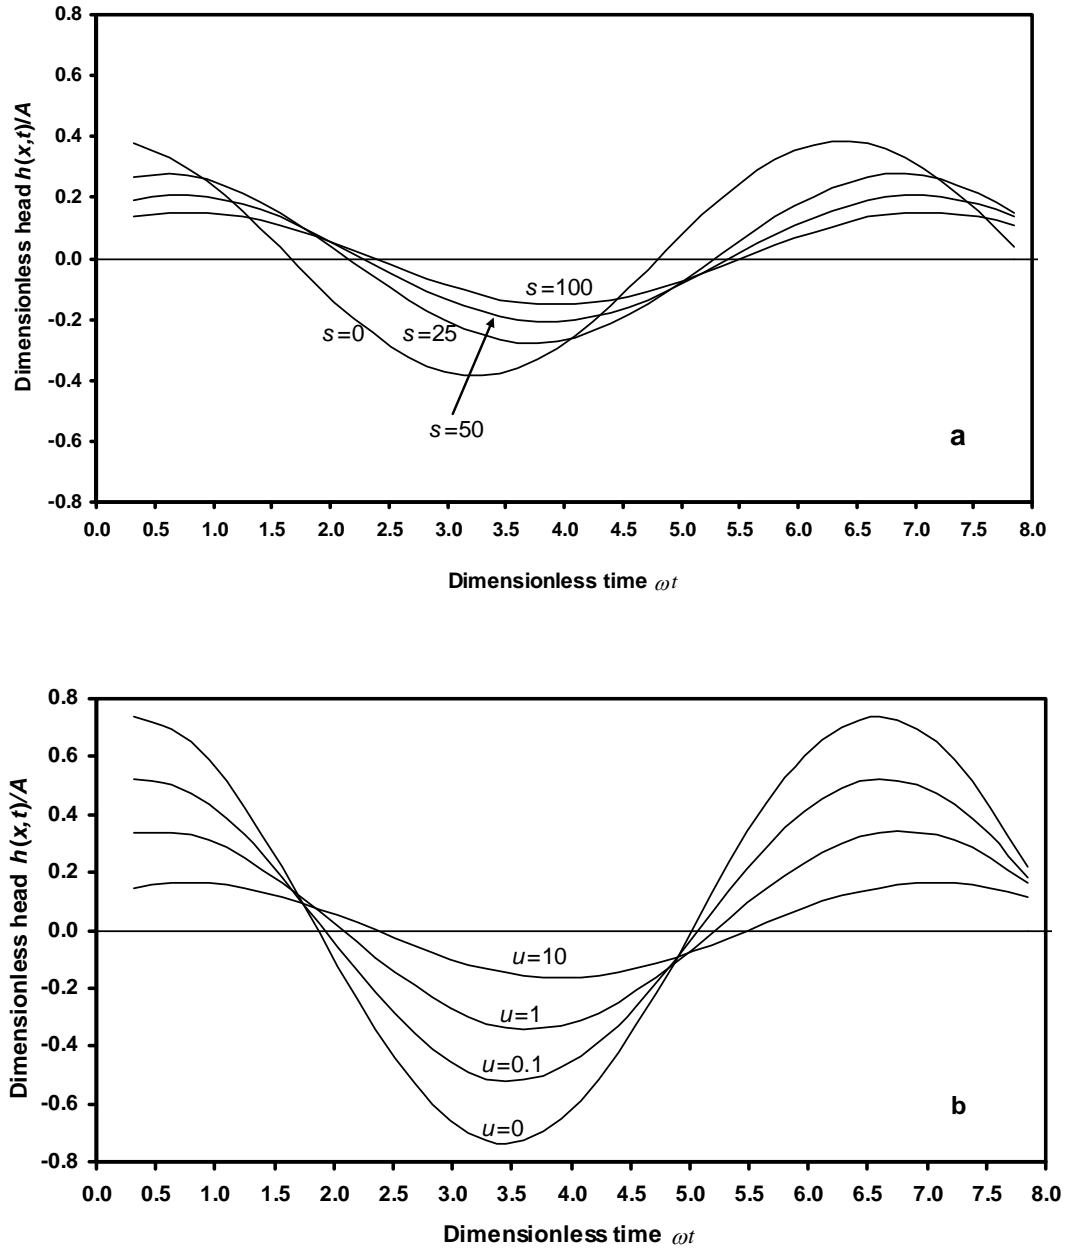 0.8
0.6
0.4
0.2
0.0
-0.2
-0.4
-0.6
-0.8
Dimensionless head h(x,t)/A
s=100
s=0
s=25
s=50
a
0.0 0.5 1.0 1.5 2.0 2.5 3.0 3.5 4.0 4.5 5.0 5.5 6.0 6.5 7.0 7.5 8.0
Dimensionless time ωt
0.8
0.6
0.4
0.2
0.0
-0.2
-0.4
-0.6
-0.8
Dimensionless head h(x,t)/A
u=10
u=1
u=0.1
u=0
b
0.0 0.5 1.0 1.5 2.0 2.5 3.0 3.5 4.0 4.5 5.0 5.5 6.0 6.5 7.0 7.5 8.0
Dimensionless time ωt